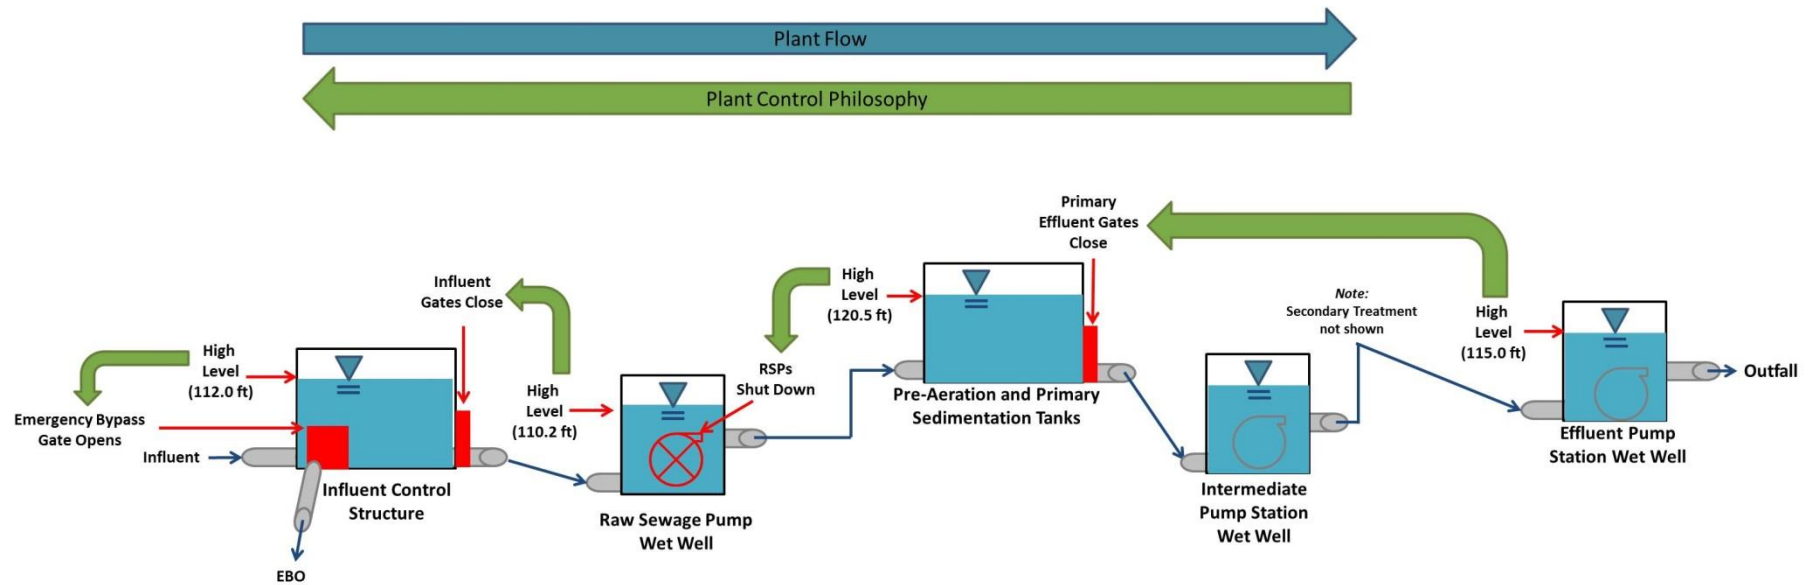 Plant Flow
Plant Control Philosophy
Primary
Effluent Gates
Close
High
Level
(120.5 ft)
Influent
Gates Close
Note:
Secondary Treatment
not shown
High
Level
(115.0 ft)
High
Level
(112.0 ft)
High
Level
(110.2 ft)
RSPs
Shut Down
Outfall
Pre-Aeration and Primary
Sedimentation Tanks
Emergency Bypass
Gate Opens
Influent
Effluent Pump
Station Wet Well
Influent Control
Structure
Intermediate
Pump Station
Wet Well
Raw Sewage Pump
Wet Well
EBO